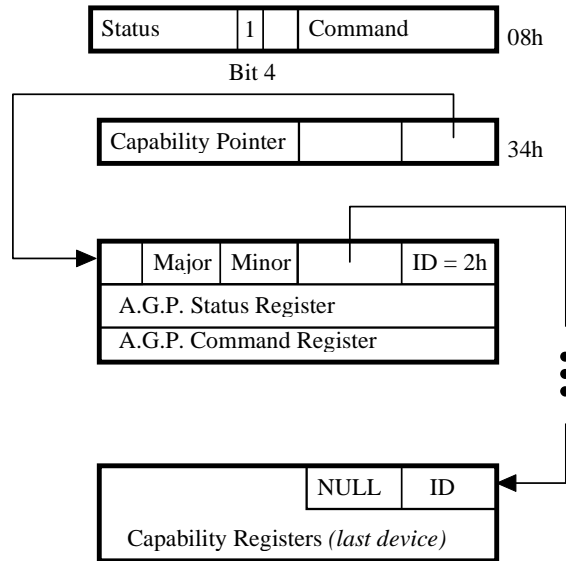 Status 1 Command 08h
Bit 4
Capability Pointer 34h
Major Minor ID = 2h
A.G.P. Status Register
A.G.P. Command Register
NULL ID
Capability Registers (last device)